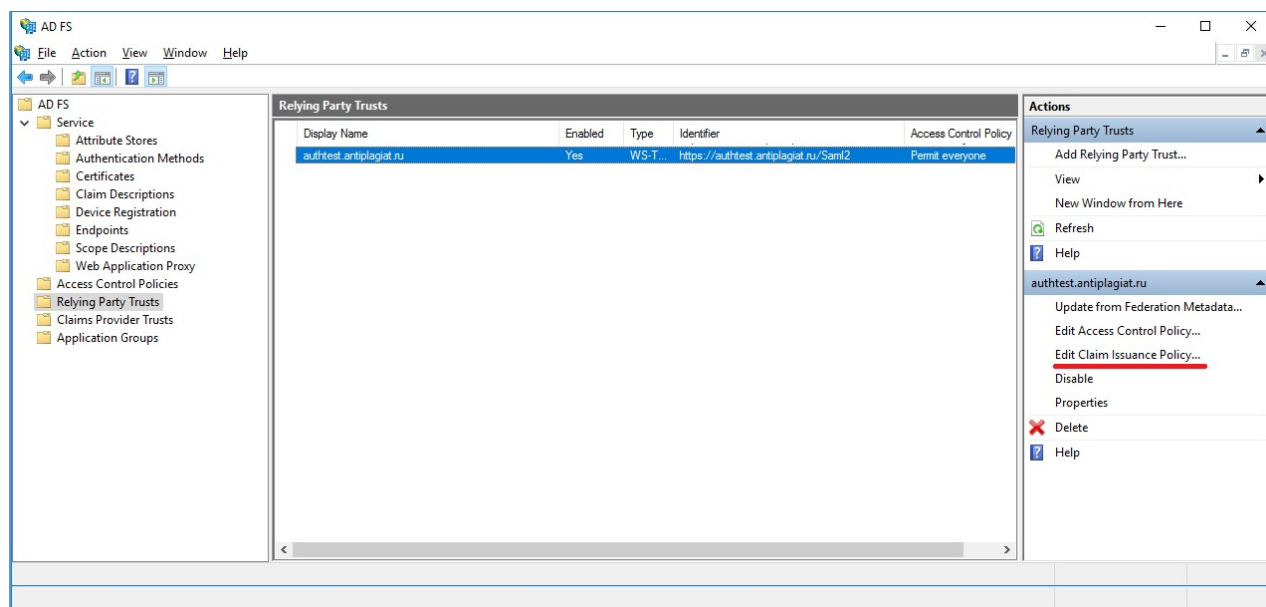 AD FS
File Action View Window Help
AD FS
Service
Attribute Stores
Authentication Methods
Certificates
Claim Descriptions
Device Registration
Endpoints
Scope Descriptions
Web Application Proxy
Access Control Policies
Relying Party Trusts
Claims Provider Trusts
Application Groups
Relying Party Trusts
Display Name Enabled Type Identifier Access Control Policy
authtest.antiplagiat.ru Yes WS-T... https://authtest.antiplagiat.ru/Saml2 Permit everyone
Actions
Relying Party Trusts
Add Relying Party Trust...
View
New Window from Here
Refresh
Help
authtest.antiplagiat.ru
Update from Federation Metadata...
Edit Access Control Policy...
Edit Claim Issuance Policy...
Disable
Properties
Delete
Help